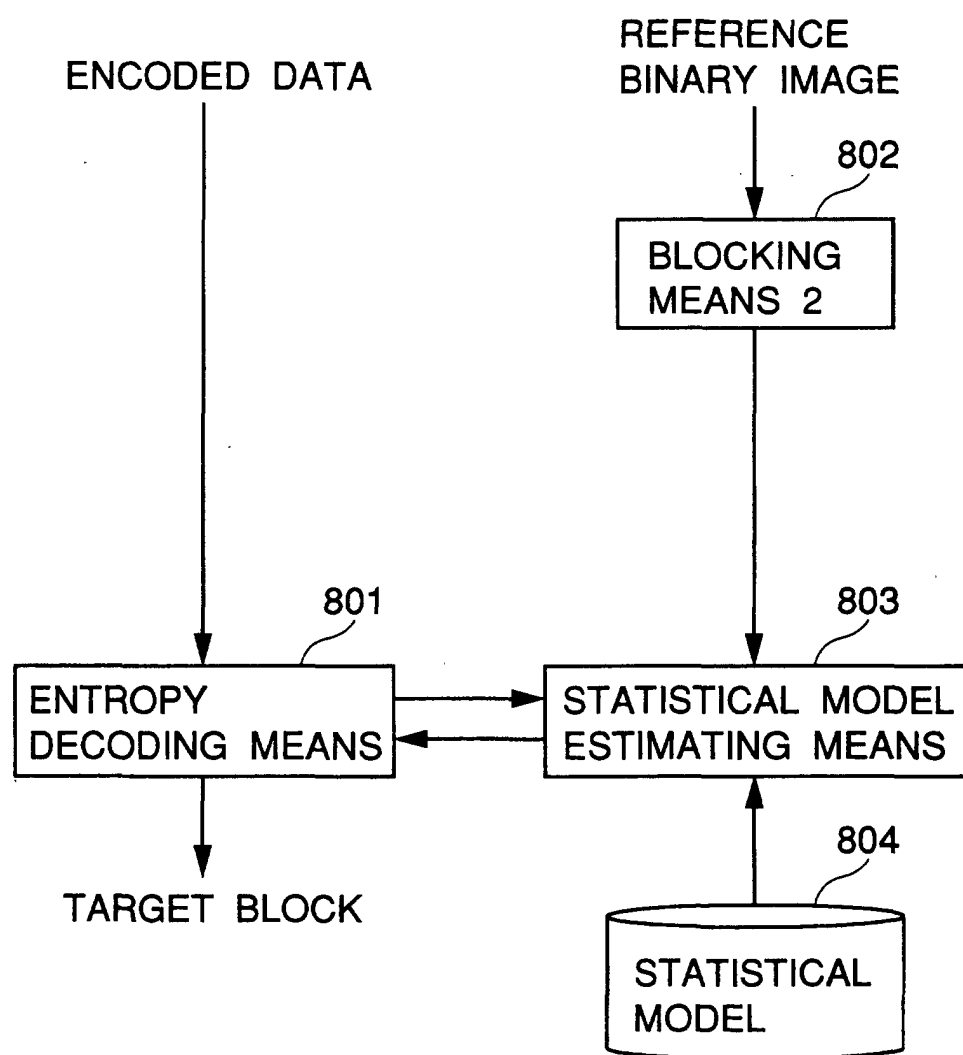 ENCODED DATA
REFERENCE
BINARY IMAGE
802
BLOCKING
MEANS 2
801
803
ENTROPY
DECODING MEANS
STATISTICAL MODEL
ESTIMATING MEANS
804
TARGET BLOCK
STATISTICAL
MODEL